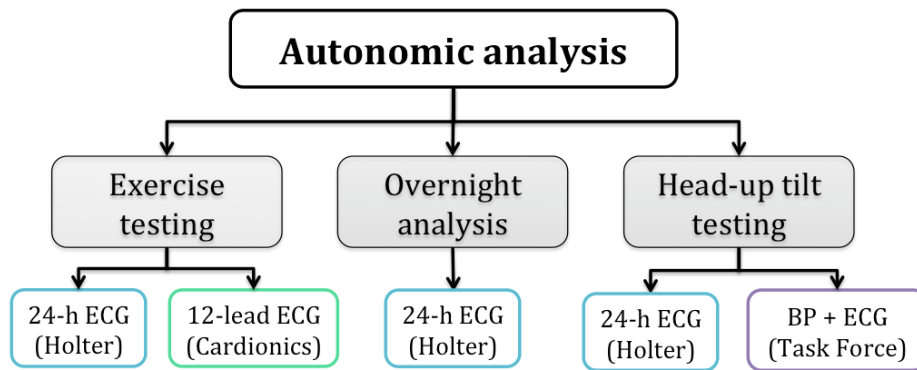 Autonomic analysis
Exercise
testing
Overnight
analysis
Head-up tilt
testing
24-h ECG
(Holter)
12-lead ECG
(Cardionics)
24-h ECG
(Holter)
24-h ECG
(Holter)
BP + ECG
(Task Force)